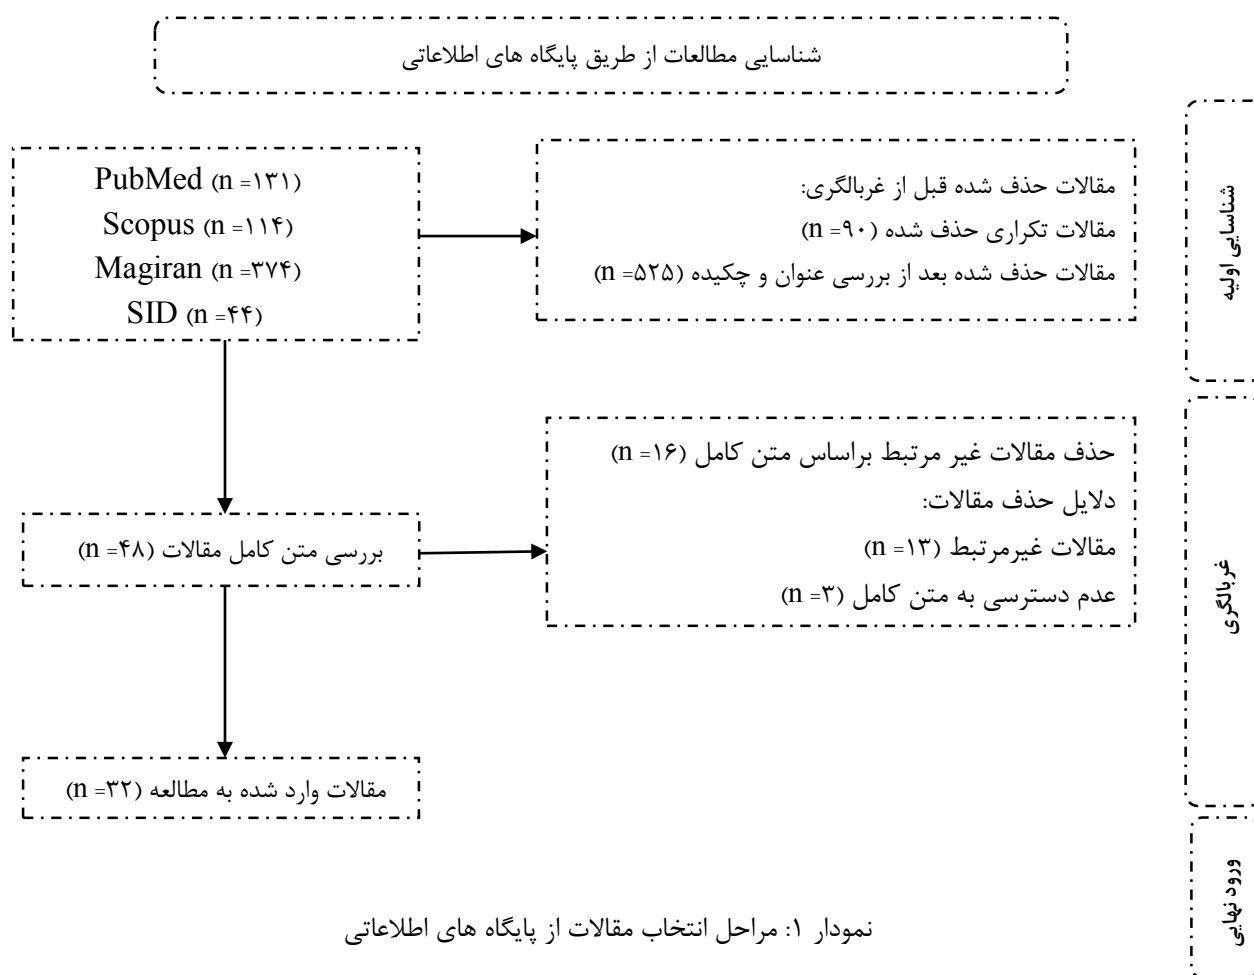 شناسایی مطالعات از طریق پایگاه های اطلاعاتی
شناسایی اولیه
PubMed (n =۱۳۱)
Scopus (n =۱۱۴)
Magiran (n =۳۷۴)
SID (n =۴۴)
مقالات حذف شده قبل از غربالگری:
مقالات تکراری حذف شده (n =۹۰)
مقالات حذف شده بعد از بررسی عنوان و چکیده (n =۵۲۵)
غربالگری
بررسی متن کامل مقالات (n =۴۸)
حذف مقالات غیر مرتبط براساس متن کامل (n =۱۶)
دلایل حذف مقالات:
مقالات غیرمرتبط (n =۱۳)
عدم دسترسی به متن کامل (n =۳)
مقالات وارد شده به مطالعه (n =۳۲)
ورود نهایی
نمودار ۱: مراحل انتخاب مقالات از پایگاه های اطلاعاتی